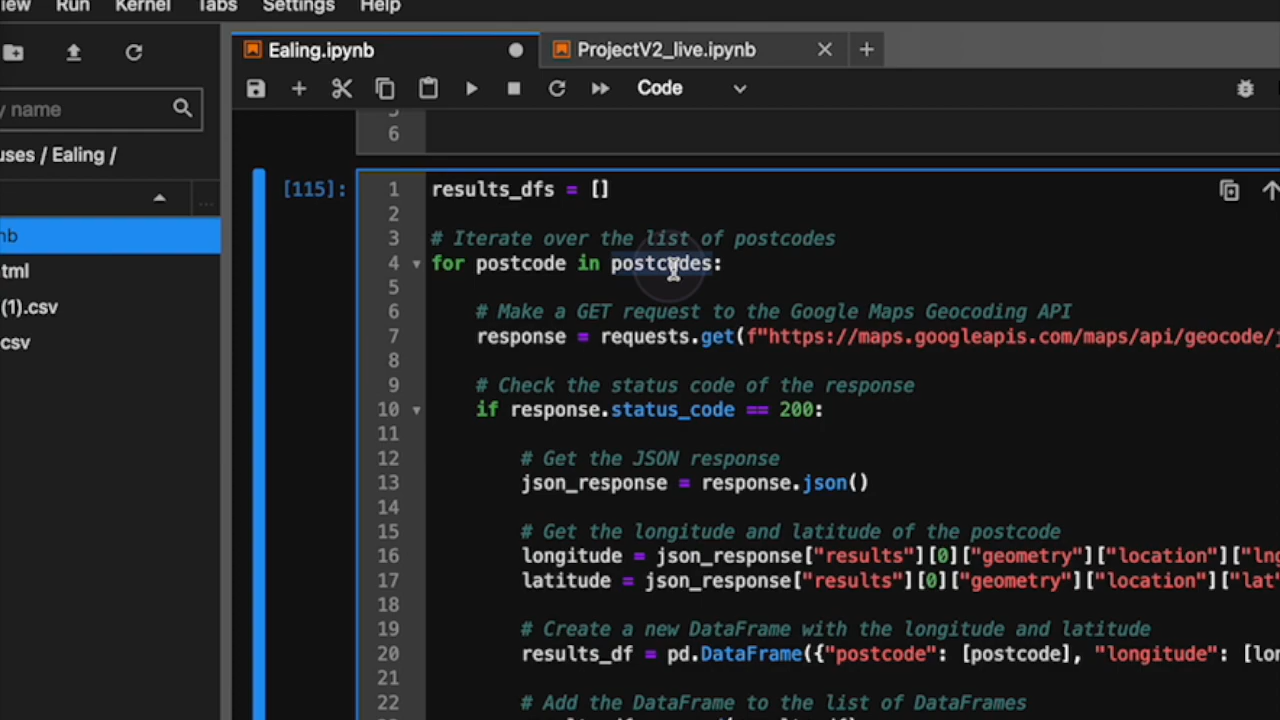 View Run Kernel Tabs Settings Help
Ealing.ipynb ProjectV2_live.ipynb
Code
y name
uses / Ealing /
nb
tml
(1).csv
csv
5
6
[115]:
1 results_dfs = []
2
3 # Iterate over the list of postcodes
4 for postcode in postcodes:
5
6 # Make a GET request to the Google Maps Geocoding API
7 response = requests.get(f"https://maps.googleapis.com/maps/api/geocode/j
8
9 # Check the status code of the response
10 if response.status_code == 200:
11
12 # Get the JSON response
13 json_response = response.json()
14
15 # Get the longitude and latitude of the postcode
16 longitude = json_response["results"][0]["geometry"]["location"]["lng
17 latitude = json_response["results"][0]["geometry"]["location"]["lat"
18
19 # Create a new DataFrame with the longitude and latitude
20 results_df = pd.DataFrame({"postcode": [postcode], "longitude": [lon
21
22 # Add the DataFrame to the list of DataFrames